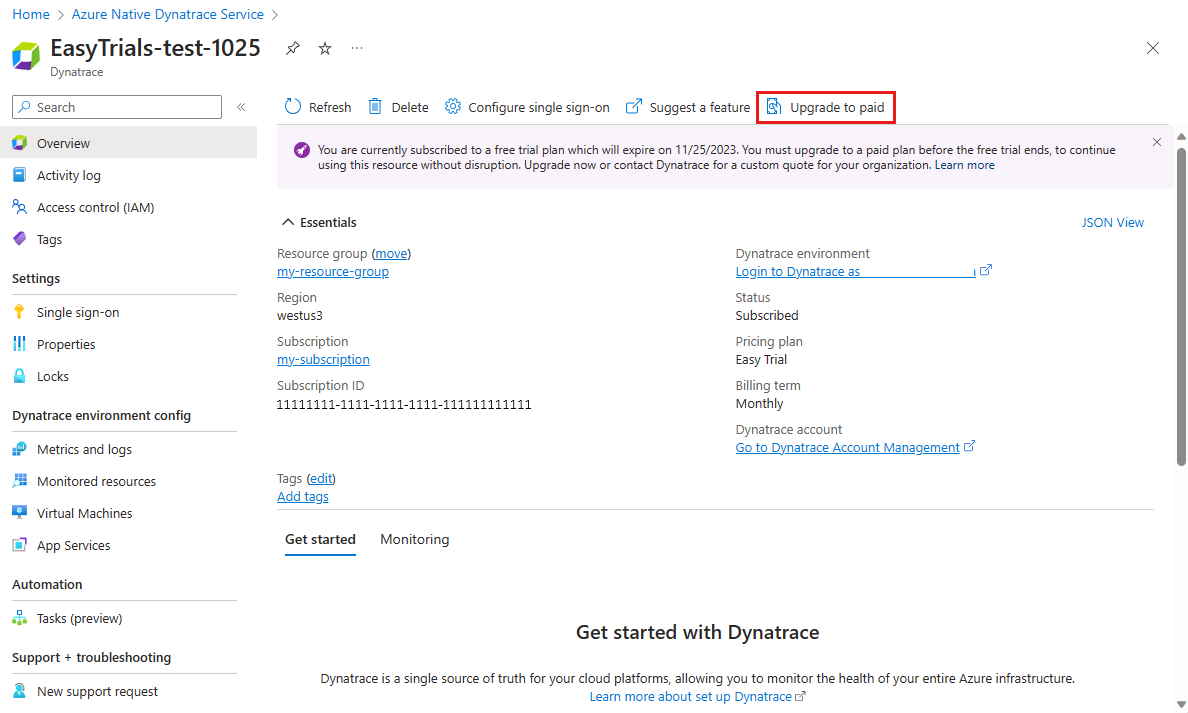 Home > Azure Native Dynatrace Service >
EasyTrials-test-1025 ...
Dynatrace
Search «
Overview
Activity log
Access control (IAM)
Tags
Settings
Single sign-on
Properties
Locks
Dynatrace environment config
Metrics and logs
Monitored resources
Virtual Machines
App Services
Automation
Tasks (preview)
Support + troubleshooting
New support request
Refresh Delete Configure single sign-on Suggest a feature Upgrade to paid
You are currently subscribed to a free trial plan which will expire on 11/25/2023. You must upgrade to a paid plan before the free trial ends, to continue
using this resource without disruption. Upgrade now or contact Dynatrace for a custom quote for your organization. Learn more
Essentials JSON View
Resource group (move)
my-resource-group
Region
westus3
Subscription
my-subscription
Subscription ID
11111111-1111-1111-1111-111111111111
Dynatrace environment
Login to Dynatrace as
Status
Subscribed
Pricing plan
Easy Trial
Billing term
Monthly
Dynatrace account
Go to Dynatrace Account Management
Tags (edit)
Add tags
Get started Monitoring
Get started with Dynatrace
Dynatrace is a single source of truth for your cloud platforms, allowing you to monitor the health of your entire Azure infrastructure.
Learn more about set up Dynatrace